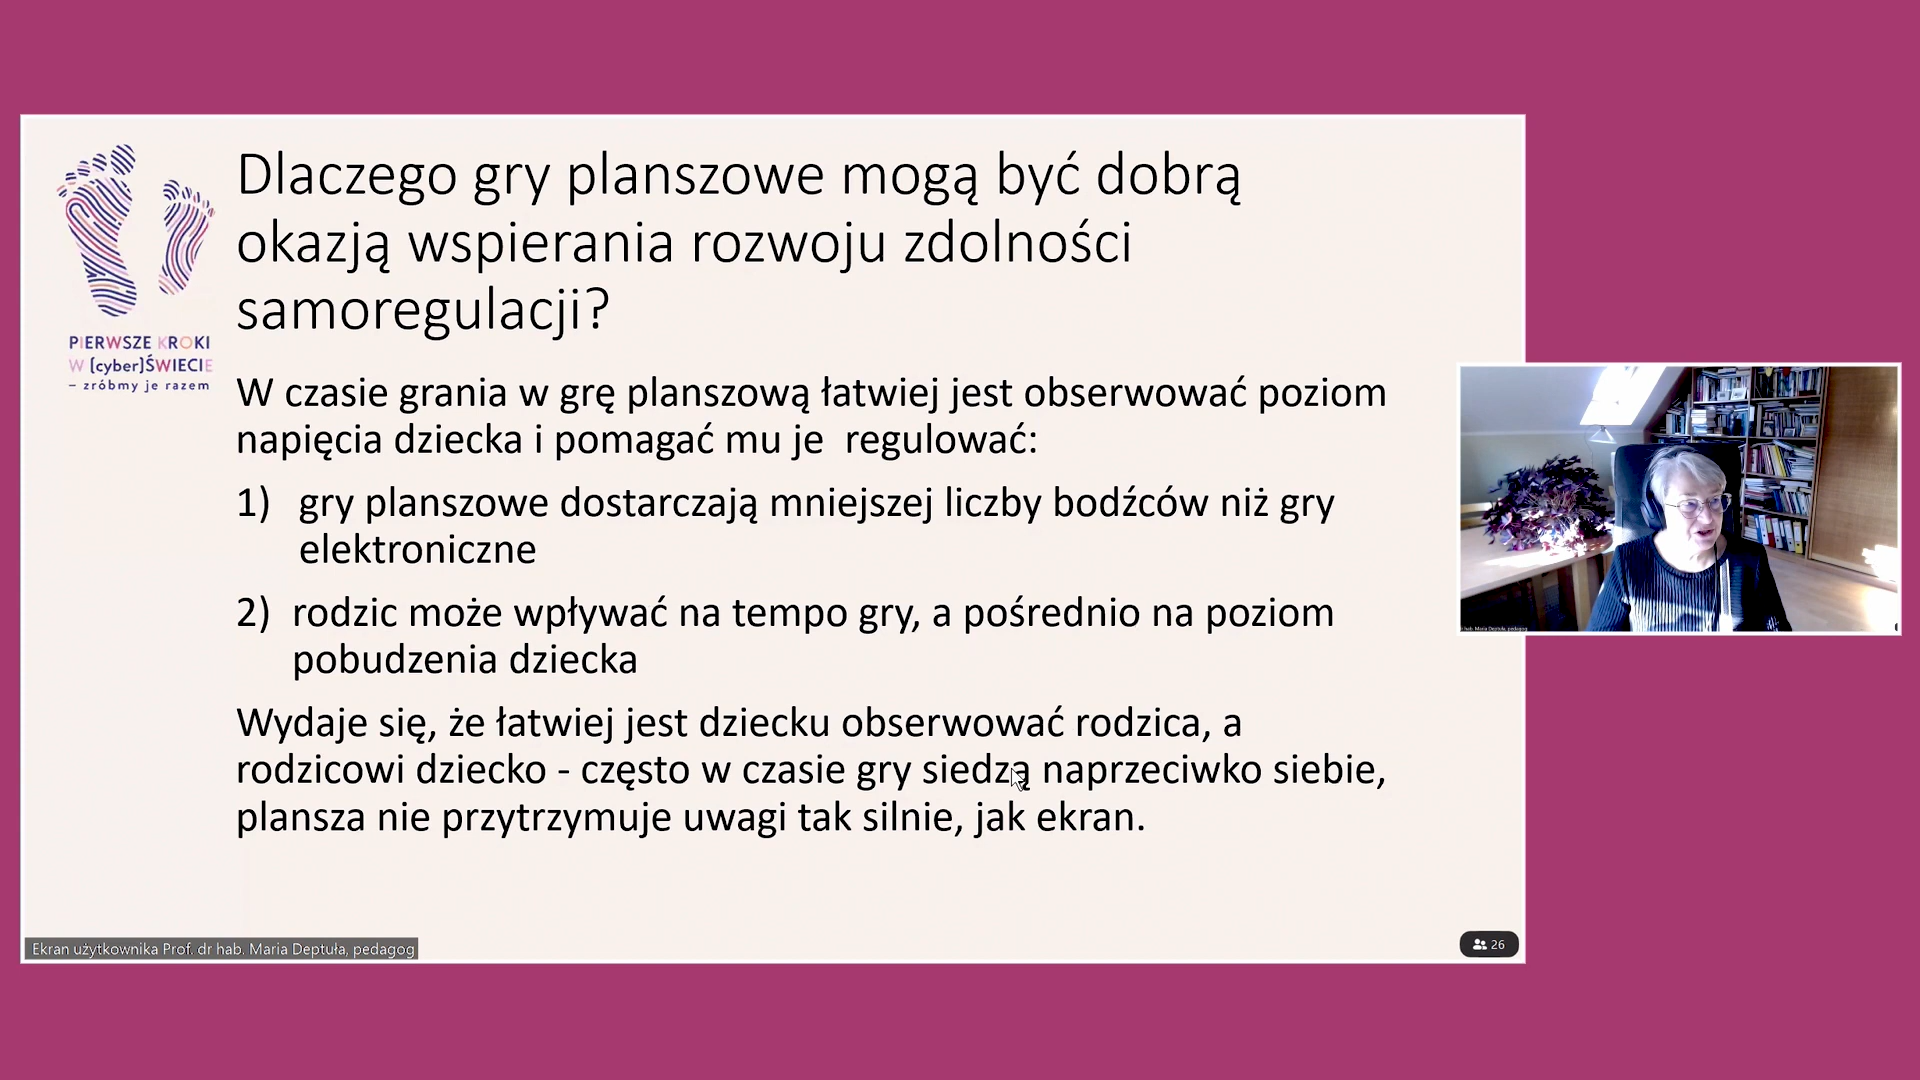 Dlaczego gry planszowe mogą być dobrą
okazją wspierania rozwoju zdolności
samoregulacji?
PIERWSZE KROKI
W [cyber]ŚWIECIE
– zróbmy je razem
W czasie grania w grę planszową łatwiej jest obserwować poziom
napięcia dziecka i pomagać mu je  regulować:
1) gry planszowe dostarczają mniejszej liczby bodźców niż gry
elektroniczne
2) rodzic może wpływać na tempo gry, a pośrednio na poziom
pobudzenia dziecka
Wydaje się, że łatwiej jest dziecku obserwować rodzica, a
rodzicowi dziecko - często w czasie gry siedzą naprzeciwko siebie,
plansza nie przytrzymuje uwagi tak silnie, jak ekran.
Ekran użytkownika Prof. dr hab. Maria Deptuła, pedagog
26
hab. Maria Deptuła, pedagog